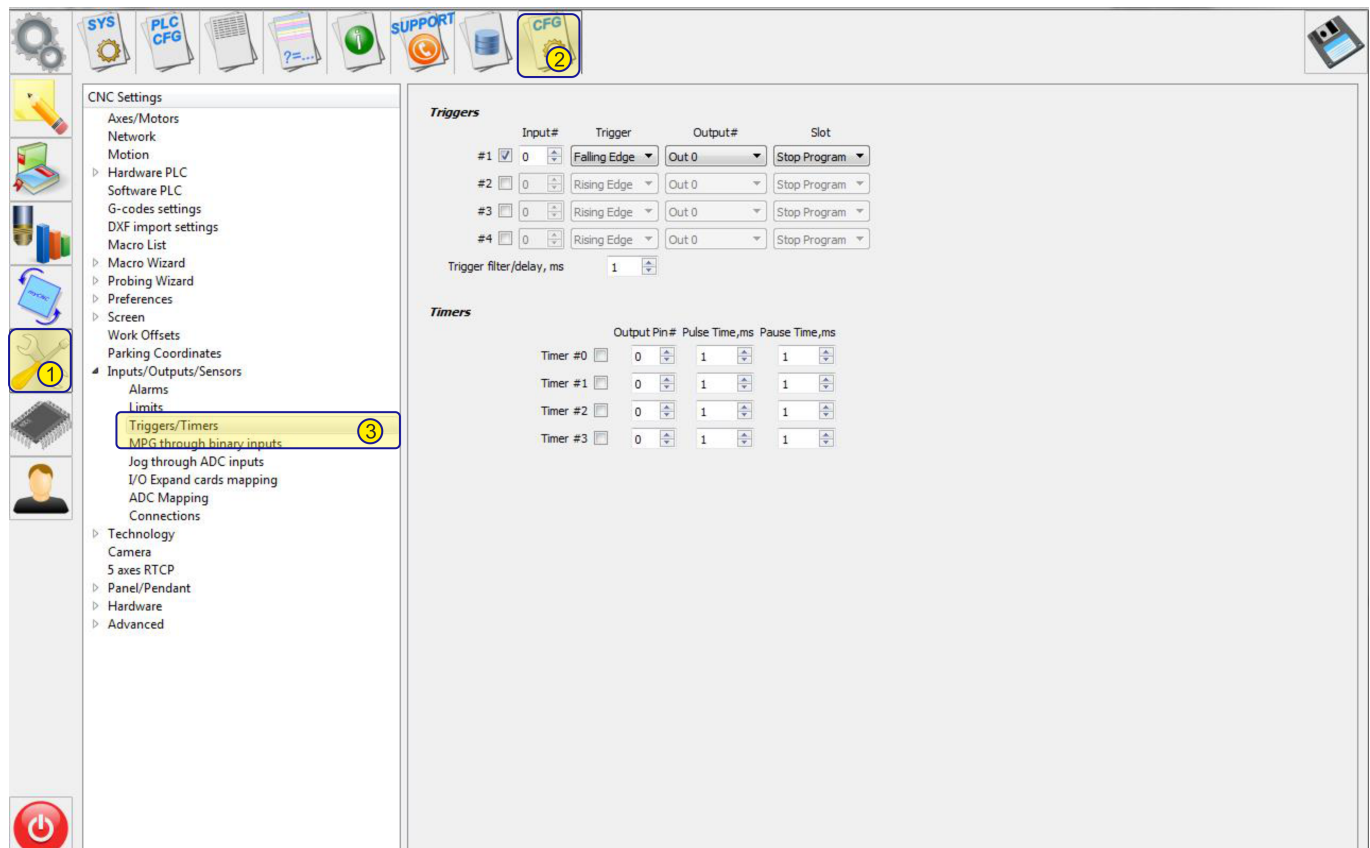 SYS
PLC
CFG
?=...
SUPPORT
CFG
2
CNC Settings
Axes/Motors
Network
Motion
Hardware PLC
Software PLC
G-codes settings
DXF import settings
Macro List
Macro Wizard
Probing Wizard
Preferences
Screen
Work Offsets
Parking Coordinates
Inputs/Outputs/Sensors
Alarms
Limits
Triggers/Timers
MPG through binary inputs
Jog through ADC inputs
I/O Expand cards mapping
ADC Mapping
Connections
Technology
Camera
5 axes RTCP
Panel/Pendant
Hardware
Advanced
myCNC
1
3
Triggers
Input# Trigger Output# Slot
#1 0 Falling Edge Out 0 Stop Program
#2 0 Rising Edge Out 0 Stop Program
#3 0 Rising Edge Out 0 Stop Program
#4 0 Rising Edge Out 0 Stop Program
Trigger filter/delay, ms 1
Timers
Output Pin# Pulse Time,ms Pause Time,ms
Timer #0 0 1 1
Timer #1 0 1 1
Timer #2 0 1 1
Timer #3 0 1 1